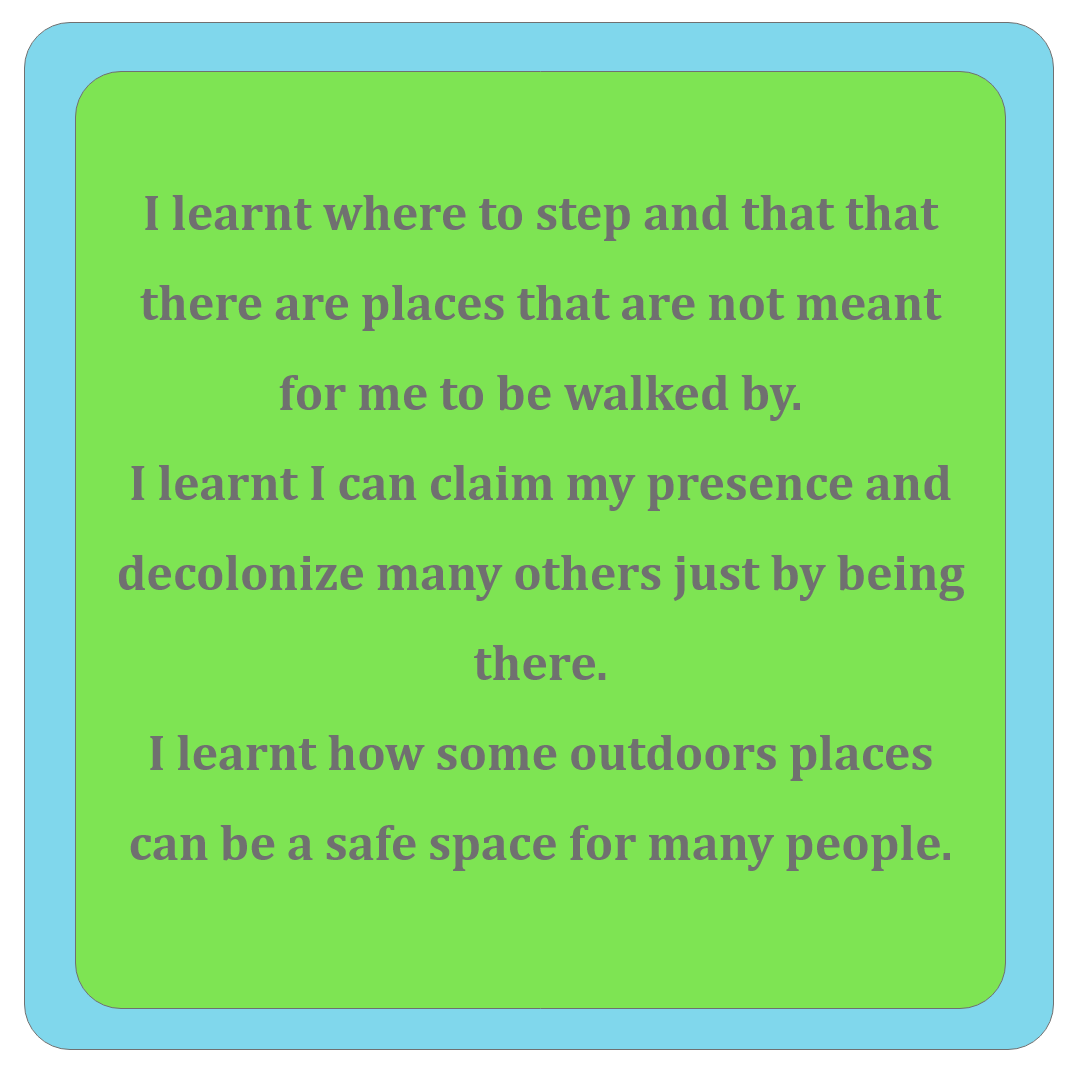 I learnt where to step and that that
there are places that are not meant
for me to be walked by.
I learnt I can claim my presence and
decolonize many others just by being
there.
I learnt how some outdoors places
can be a safe space for many people.